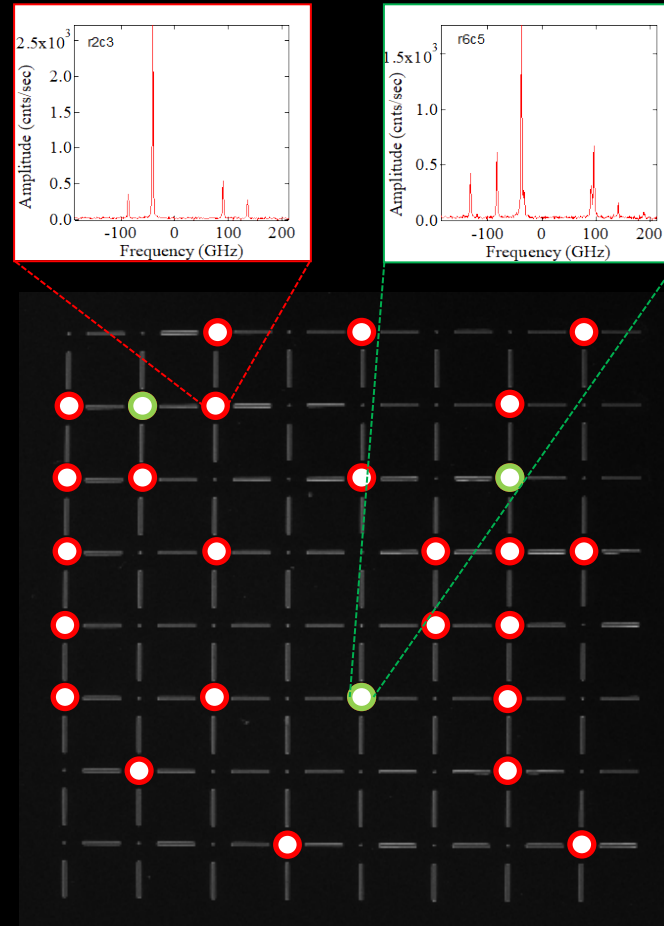 2.5x10³
r2c3
2.0
1.5
1.0
0.5
0.0
Amplitude (cnts/sec)
-100
0
100
200
Frequency (GHz)
1.5x10³
r6c5
1.0
0.5
0.0
Amplitude (cnts/sec)
-100
0
100
200
Frequency (GHz)